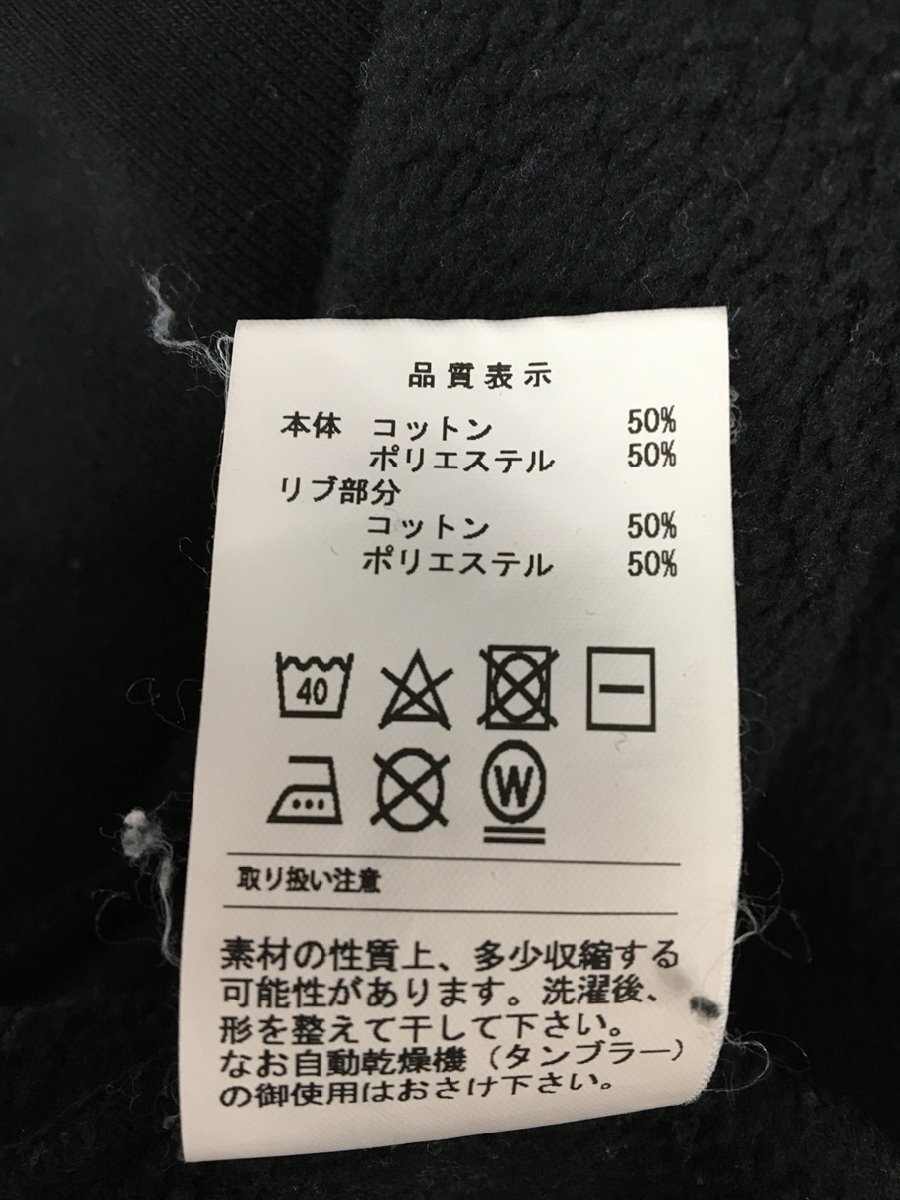 品質表示
本体 コットン 50%
ポリエステル 50%
リブ部分
コットン 50%
ポリエステル 50%
40
W
取り扱い注意
素材の性質上、多少収縮する
可能性があります。洗濯後、
形を整えて干して下さい。
なお自動乾燥機(タンブラー)
の御使用はおさけ下さい。